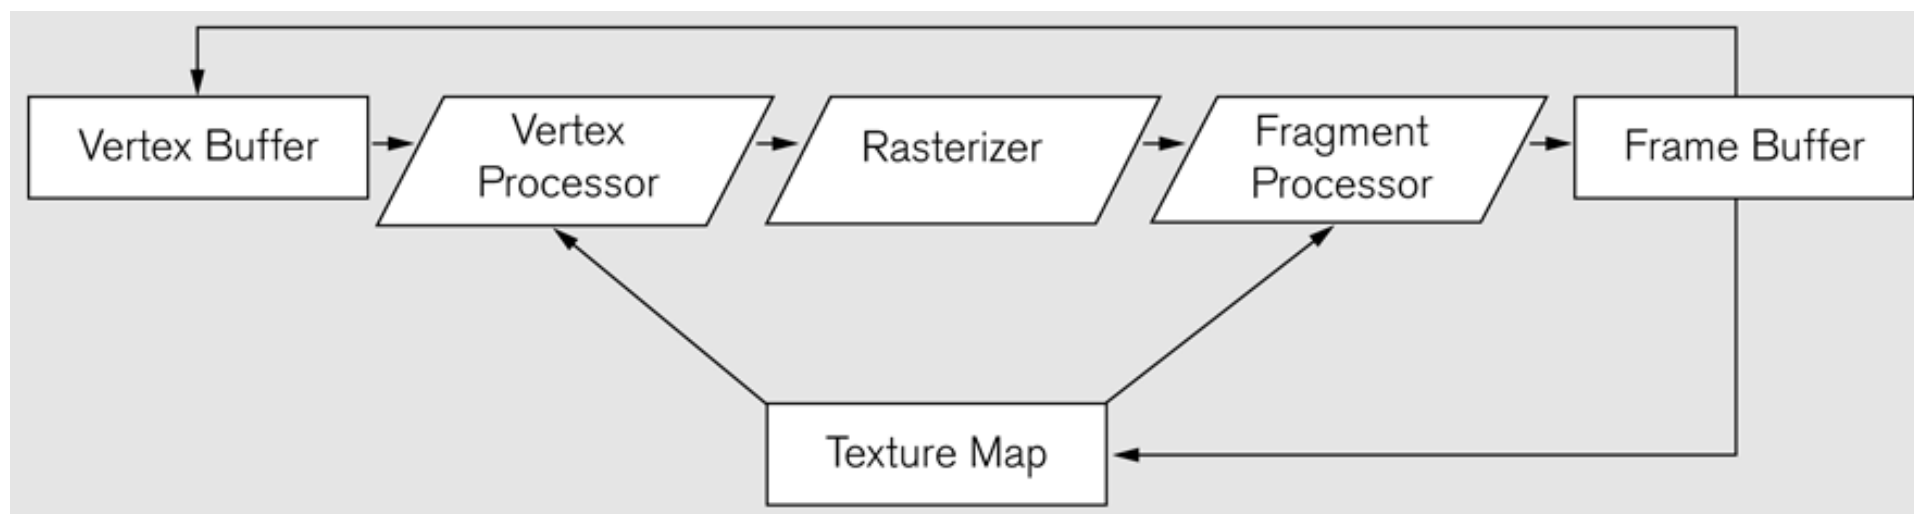 Vertex Buffer
Vertex
Processor
Rasterizer
Fragment
Processor
Frame Buffer
Texture Map